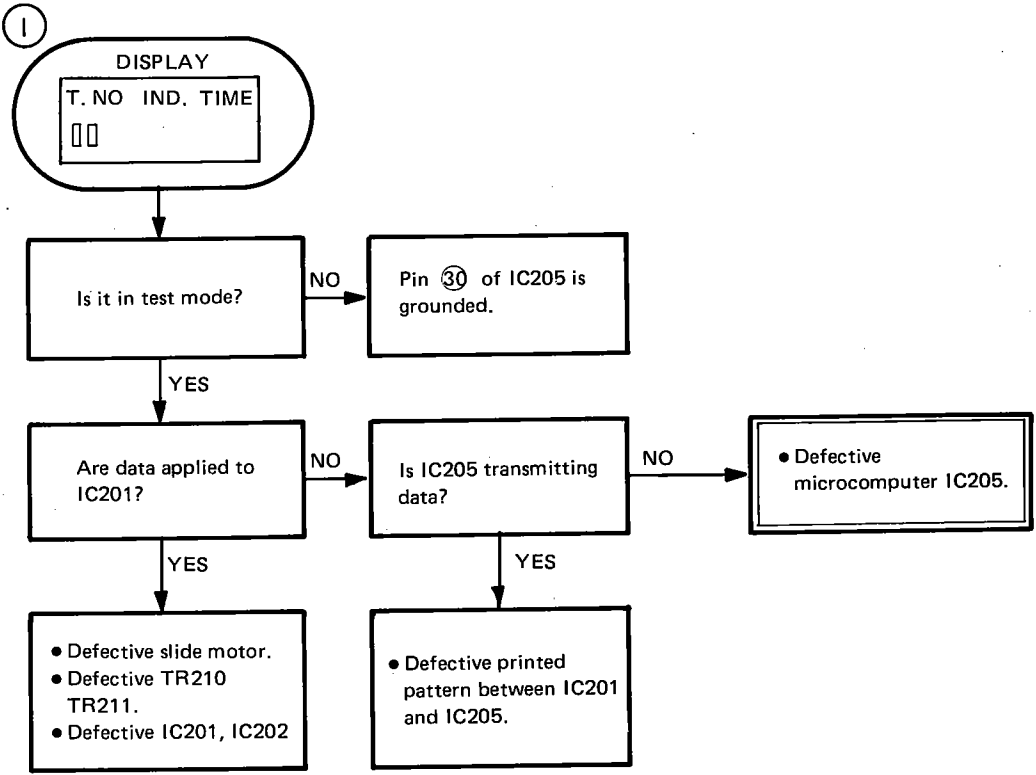 1
DISPLAY
T. NO IND. TIME
00
Is it in test mode?
NO
Pin 30 of IC205 is
grounded.
YES
Are data applied to
IC201?
NO
Is IC205 transmitting
data?
NO
• Defective
microcomputer IC205.
YES
YES
• Defective slide motor.
• Defective TR210
TR211.
• Defective IC201, IC202
• Defective printed
pattern between IC201
and IC205.